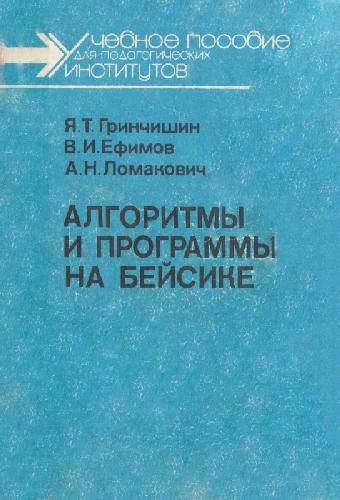 Учебное пособие
для педагогических
институтов
Я.Т.Гринчишин
В.И.Ефимов
А.Н.Ломакович
АЛГОРИТМЫ
И ПРОГРАММЫ
НА БЕЙСИКЕ